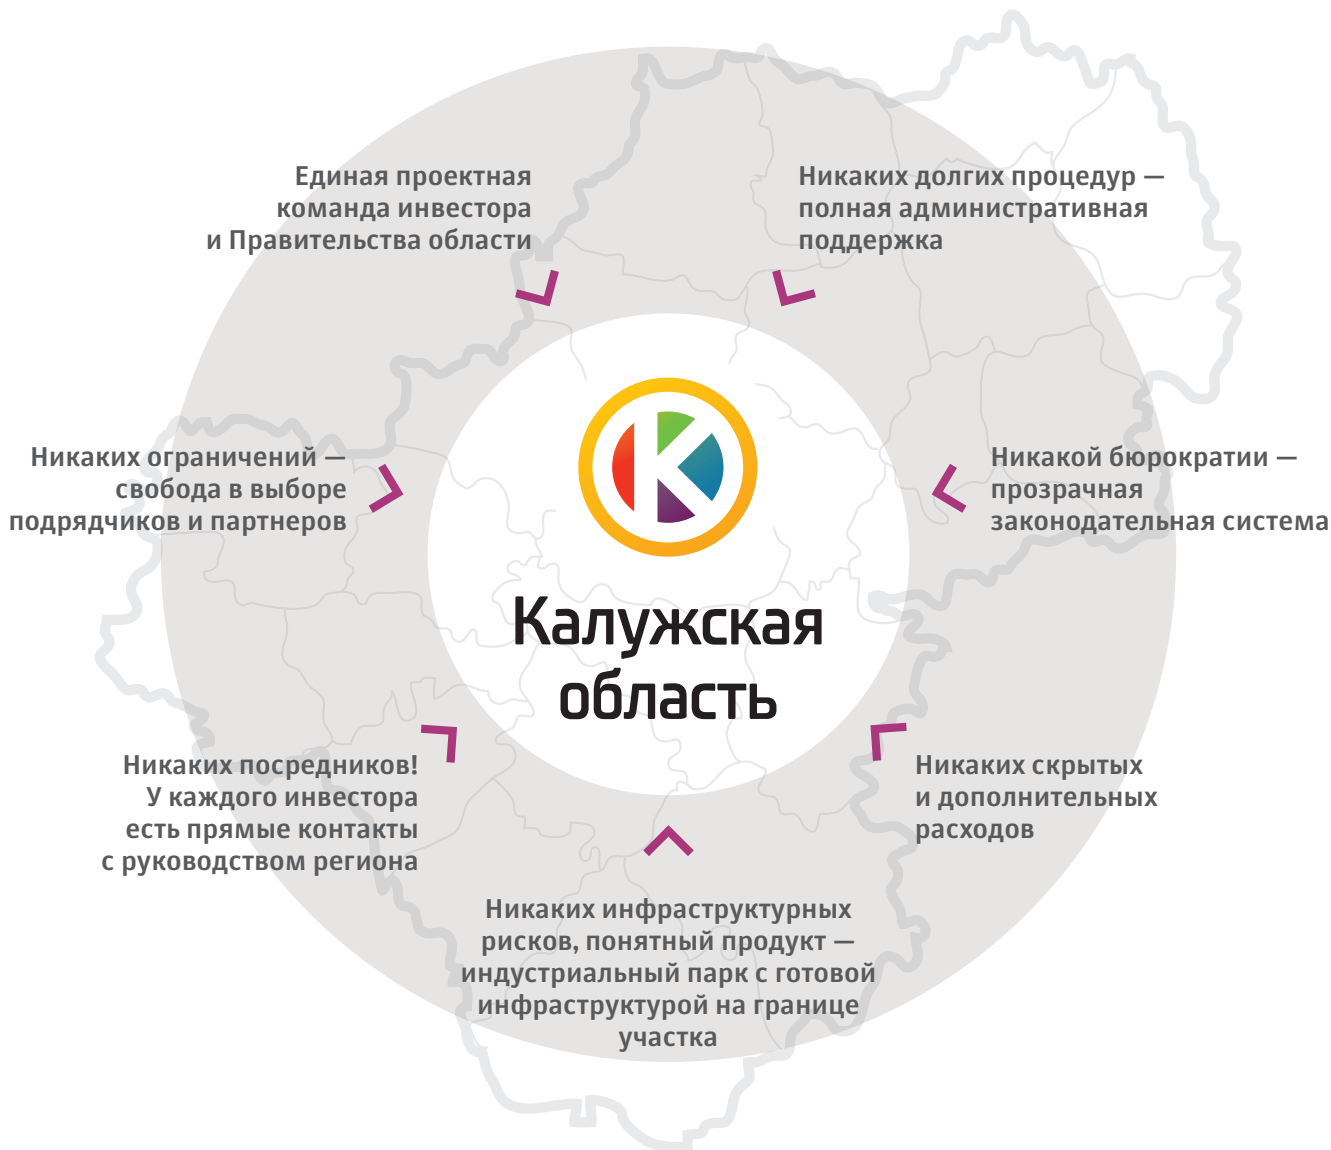 Единая проектная
команда инвестора
и Правительства области
Никаких долгих процедур —
полная административная
поддержка
Никаких ограничений —
свобода в выборе
подрядчиков и партнеров
Никакой бюрократии —
прозрачная
законодательная система
Калужская
область
Никаких посредников!
У каждого инвестора
есть прямые контакты
с руководством региона
Никаких скрытых
и дополнительных
расходов
Никаких инфраструктурных
рисков, понятный продукт —
индустриальный парк с готовой
инфраструктурой на границе
участка